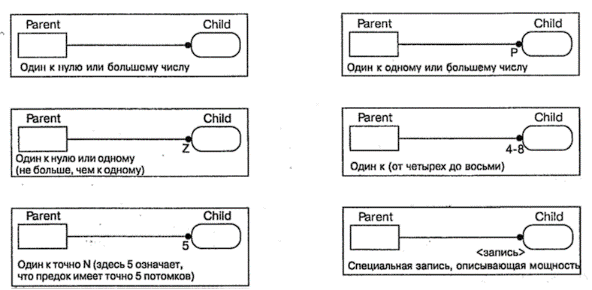 Parent Child
Один к нулю или большему числу
Parent Child
P
Один к одному или большему числу
Parent Child
Z
Один к нулю или одному
(не больше, чем к одному)
Parent Child
4-8
Один к (от четырех до восьми)
Parent Child
5
Один к точно N (здесь 5 означает,
что предок имеет точно 5 потомков)
Parent Child
<запись>
Специальная запись, описывающая мощность